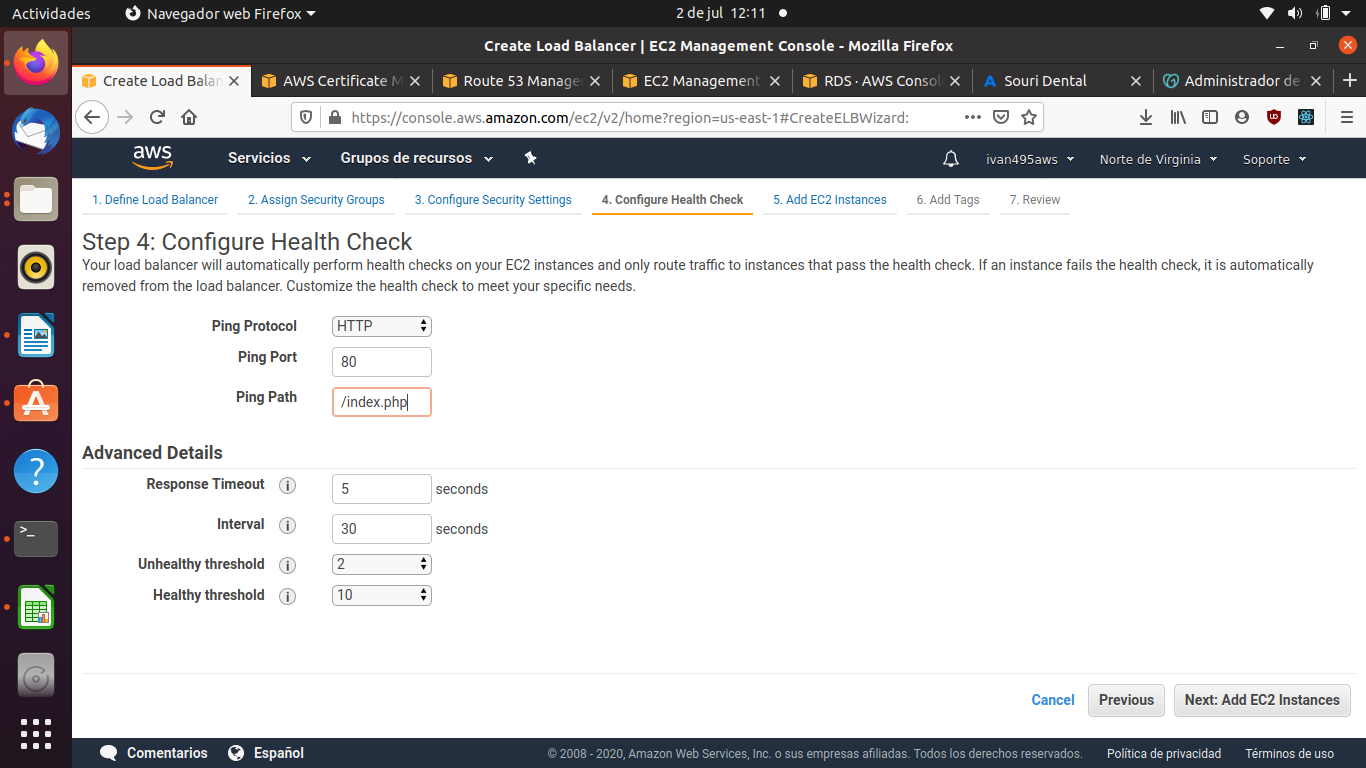 Actividades
Navegador web Firefox
2 de jul 12:11
Create Load Balancer | EC2 Management Console - Mozilla Firefox
Create Load Balan
AWS Certificate M
Route 53 Manage
EC2 Management
RDS · AWS Consol
Souri Dental
Administrador de
https://console.aws.amazon.com/ec2/v2/home?region=us-east-1#CreateELBWizard:
aws
Servicios
Grupos de recursos
ivan495aws
Norte de Virginia
Soporte
1. Define Load Balancer
2. Assign Security Groups
3. Configure Security Settings
4. Configure Health Check
5. Add EC2 Instances
6. Add Tags
7. Review
Step 4: Configure Health Check
Your load balancer will automatically perform health checks on your EC2 instances and only route traffic to instances that pass the health check. If an instance fails the health check, it is automatically
removed from the load balancer. Customize the health check to meet your specific needs.
Ping Protocol HTTP
Ping Port 80
Ping Path /index.php
Advanced Details
Response Timeout i 5 seconds
Interval i 30 seconds
Unhealthy threshold i 2
Healthy threshold i 10
Cancel
Previous
Next: Add EC2 Instances
Comentarios
Español
© 2008 - 2020, Amazon Web Services, Inc. o sus empresas afiliadas. Todos los derechos reservados.
Política de privacidad
Términos de uso